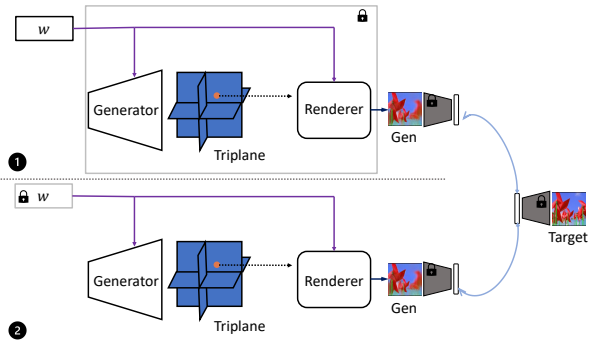 w
Generator
Triplane
Renderer
Gen
1
Target
w
Generator
Triplane
Renderer
Gen
2